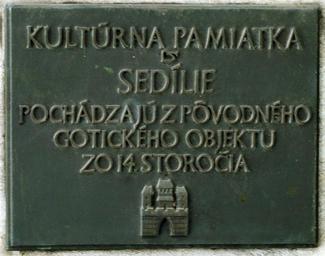 KULTÚRNA PAMIATKA
SEDÍLIE
POCHÁDZAJÚ Z PÔVODNÉHO
GOTICKÉHO OBJEKTU
ZO 14. STOROČIA